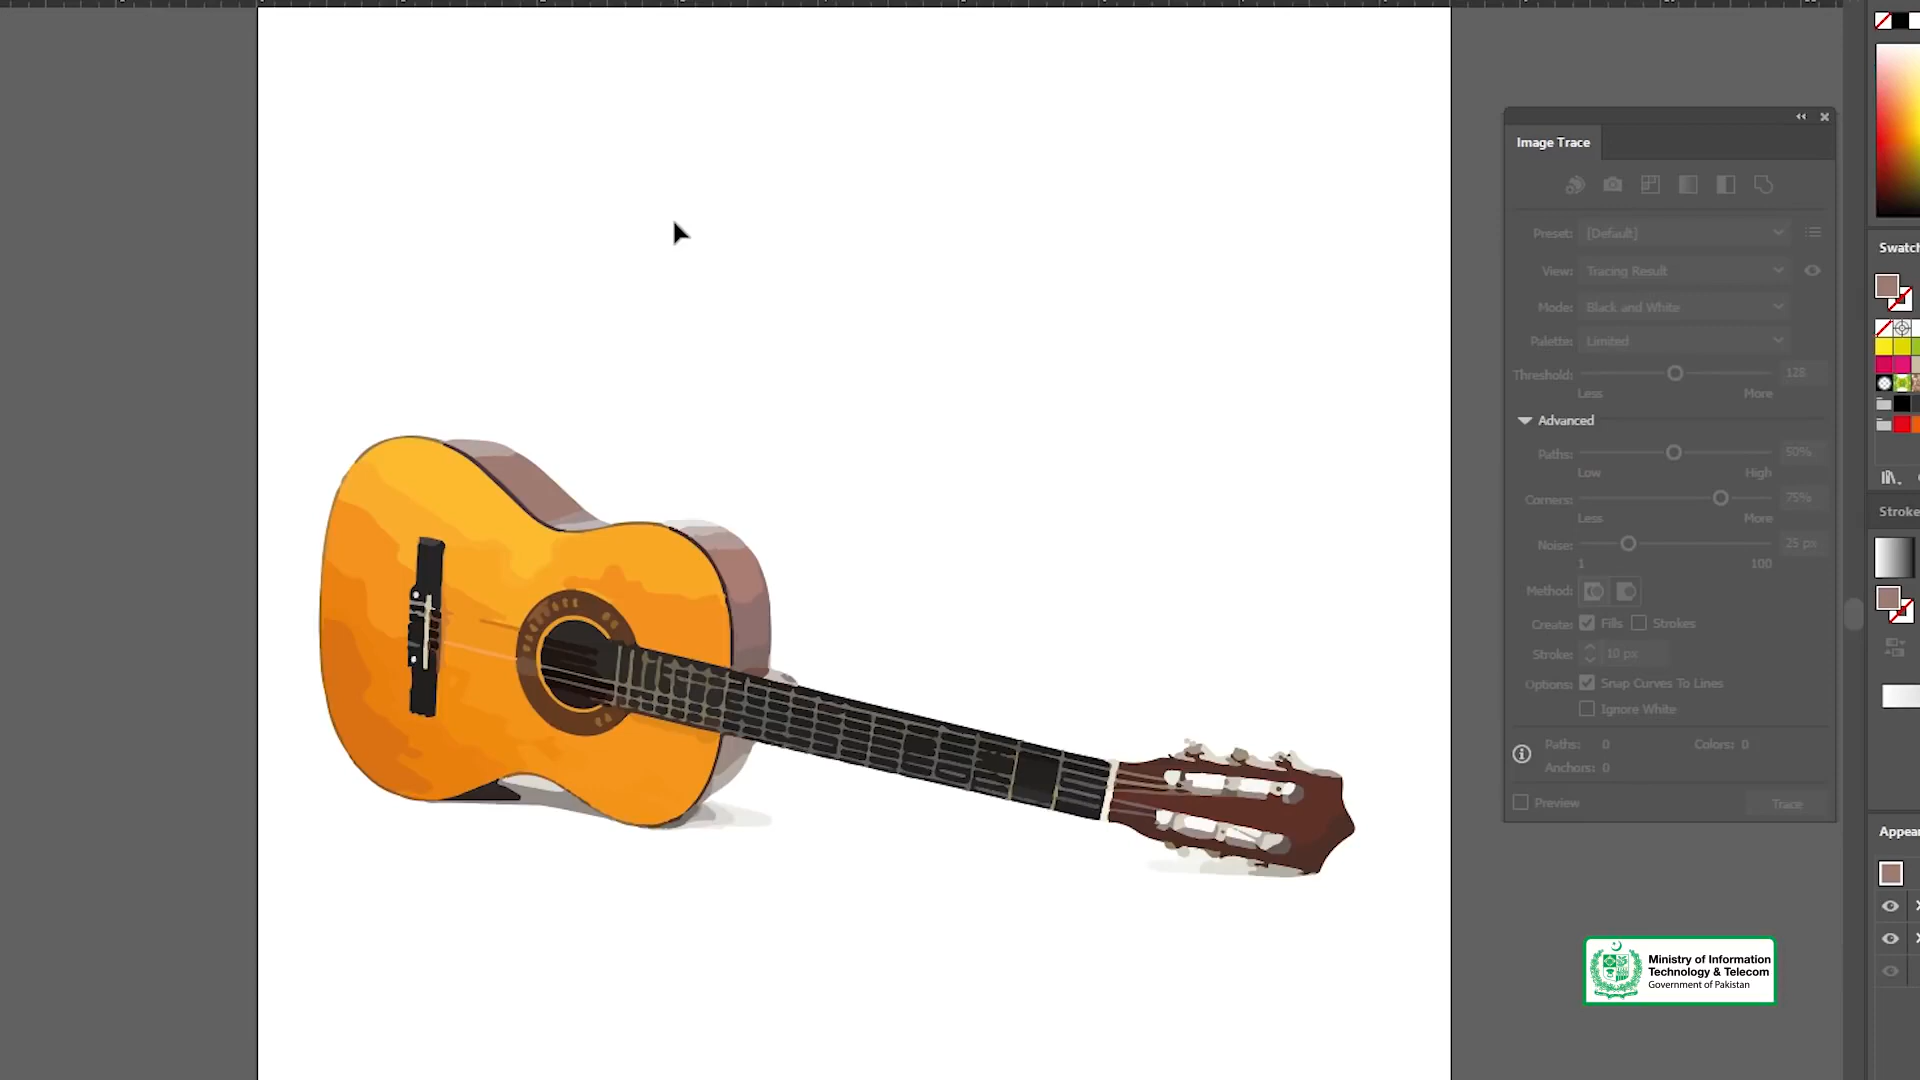 Image Trace
Preset: [Default]
View: Tracing Result
Mode: Black and White
Palette: Limited
Threshold: 128
Less More
Advanced
Paths: 50%
Low High
Corners: 75%
Less More
Noise: 25 px
1 100
Method:
Create: Fills Strokes
Stroke: 10 px
Options: Snap Curves To Lines
Ignore White
Paths: 0 Colors: 0
Anchors: 0
Preview Trace
Swatch
Stroke
Appea
Ministry of Information
Technology & Telecom
Government of Pakistan